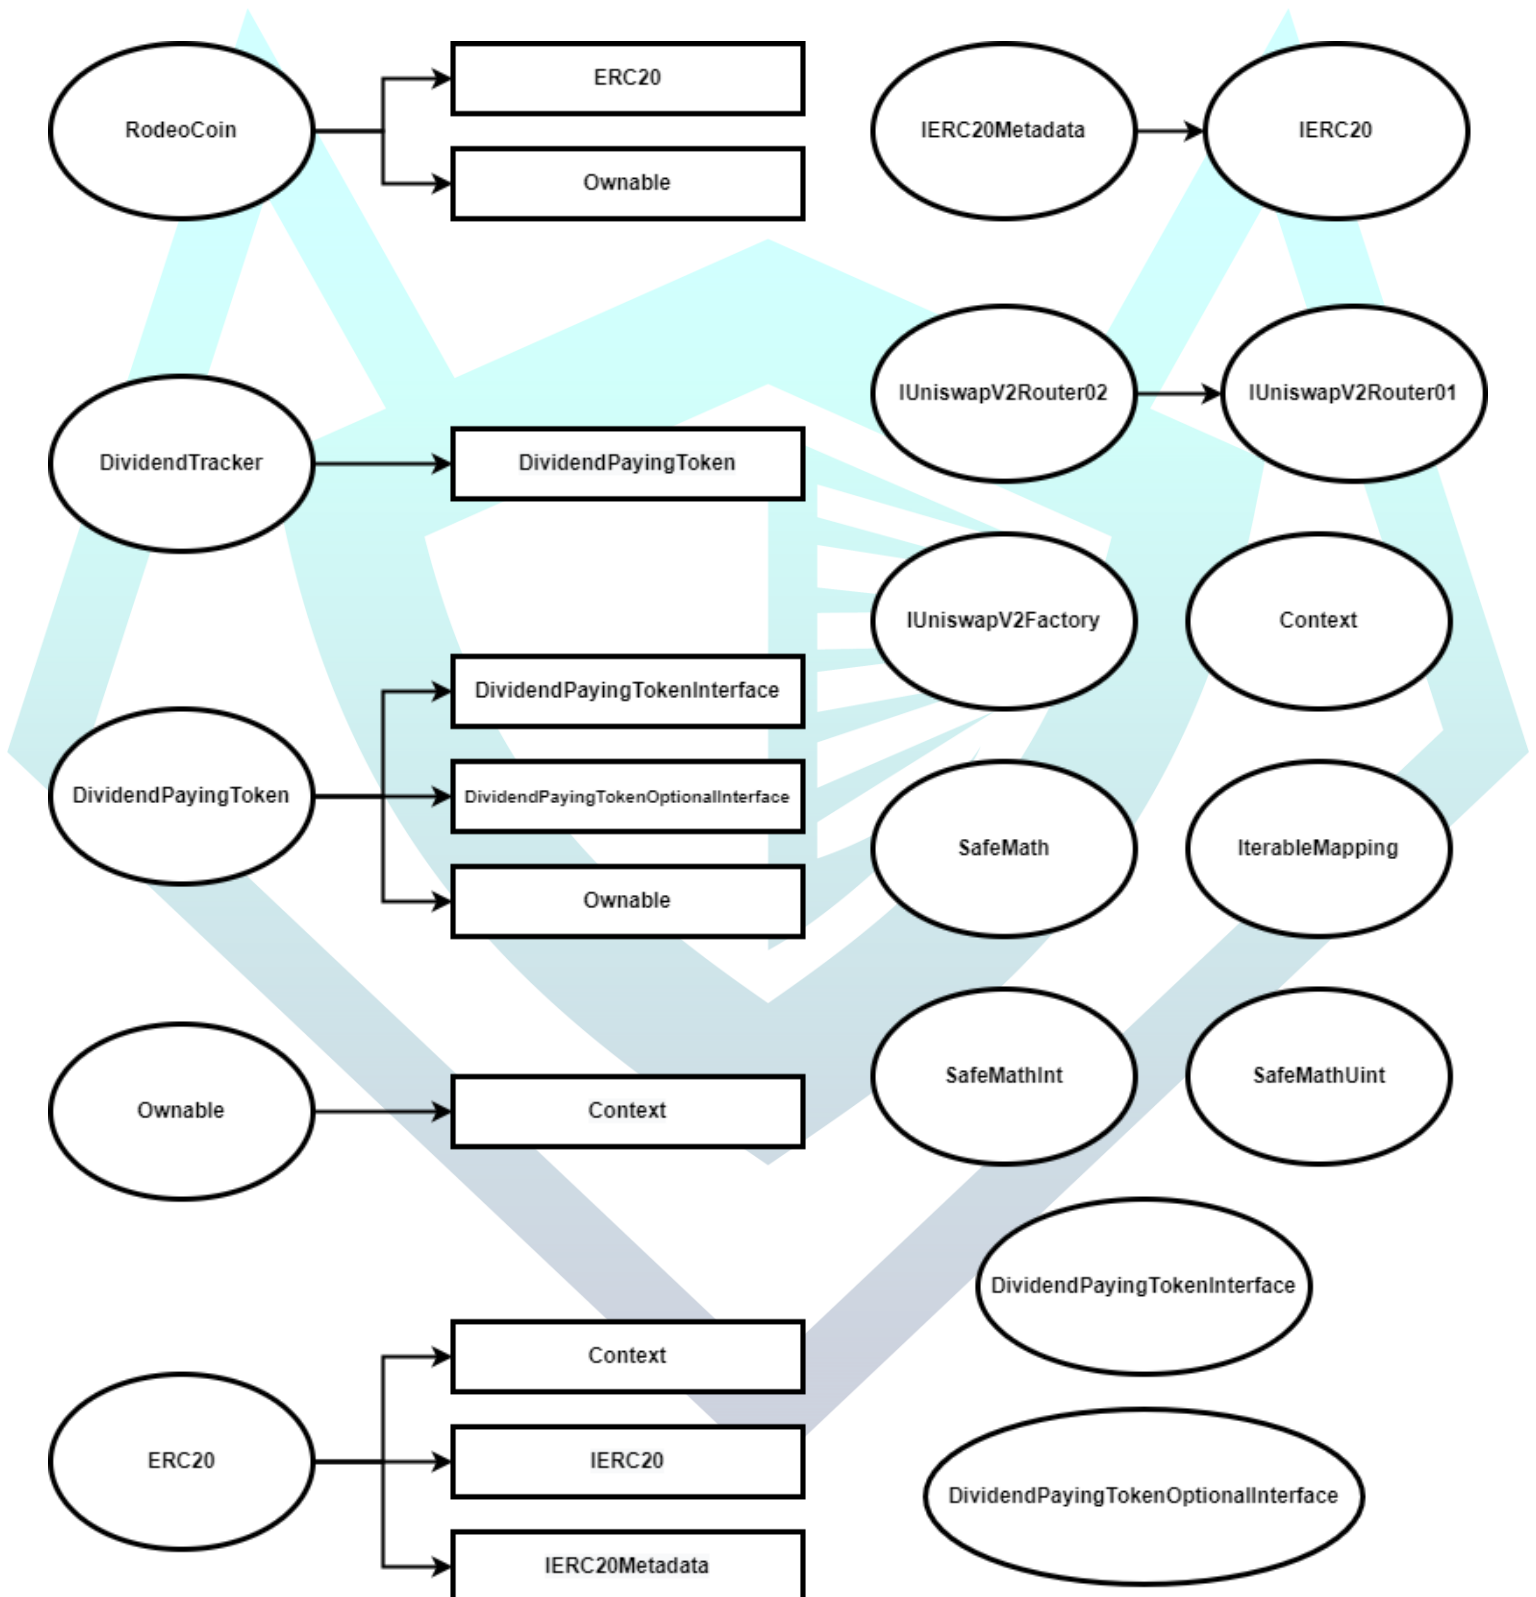 RodeoCoin
ERC20
Ownable
IERC20Metadata
IERC20
DividendTracker
DividendPayingToken
IUniswapV2Router02
IUniswapV2Router01
IUniswapV2Factory
Context
DividendPayingToken
DividendPayingTokenInterface
DividendPayingTokenOptionalInterface
Ownable
SafeMath
IterableMapping
Ownable
Context
SafeMathInt
SafeMathUint
DividendPayingTokenInterface
ERC20
Context
IERC20
IERC20Metadata
DividendPayingTokenOptionalInterface